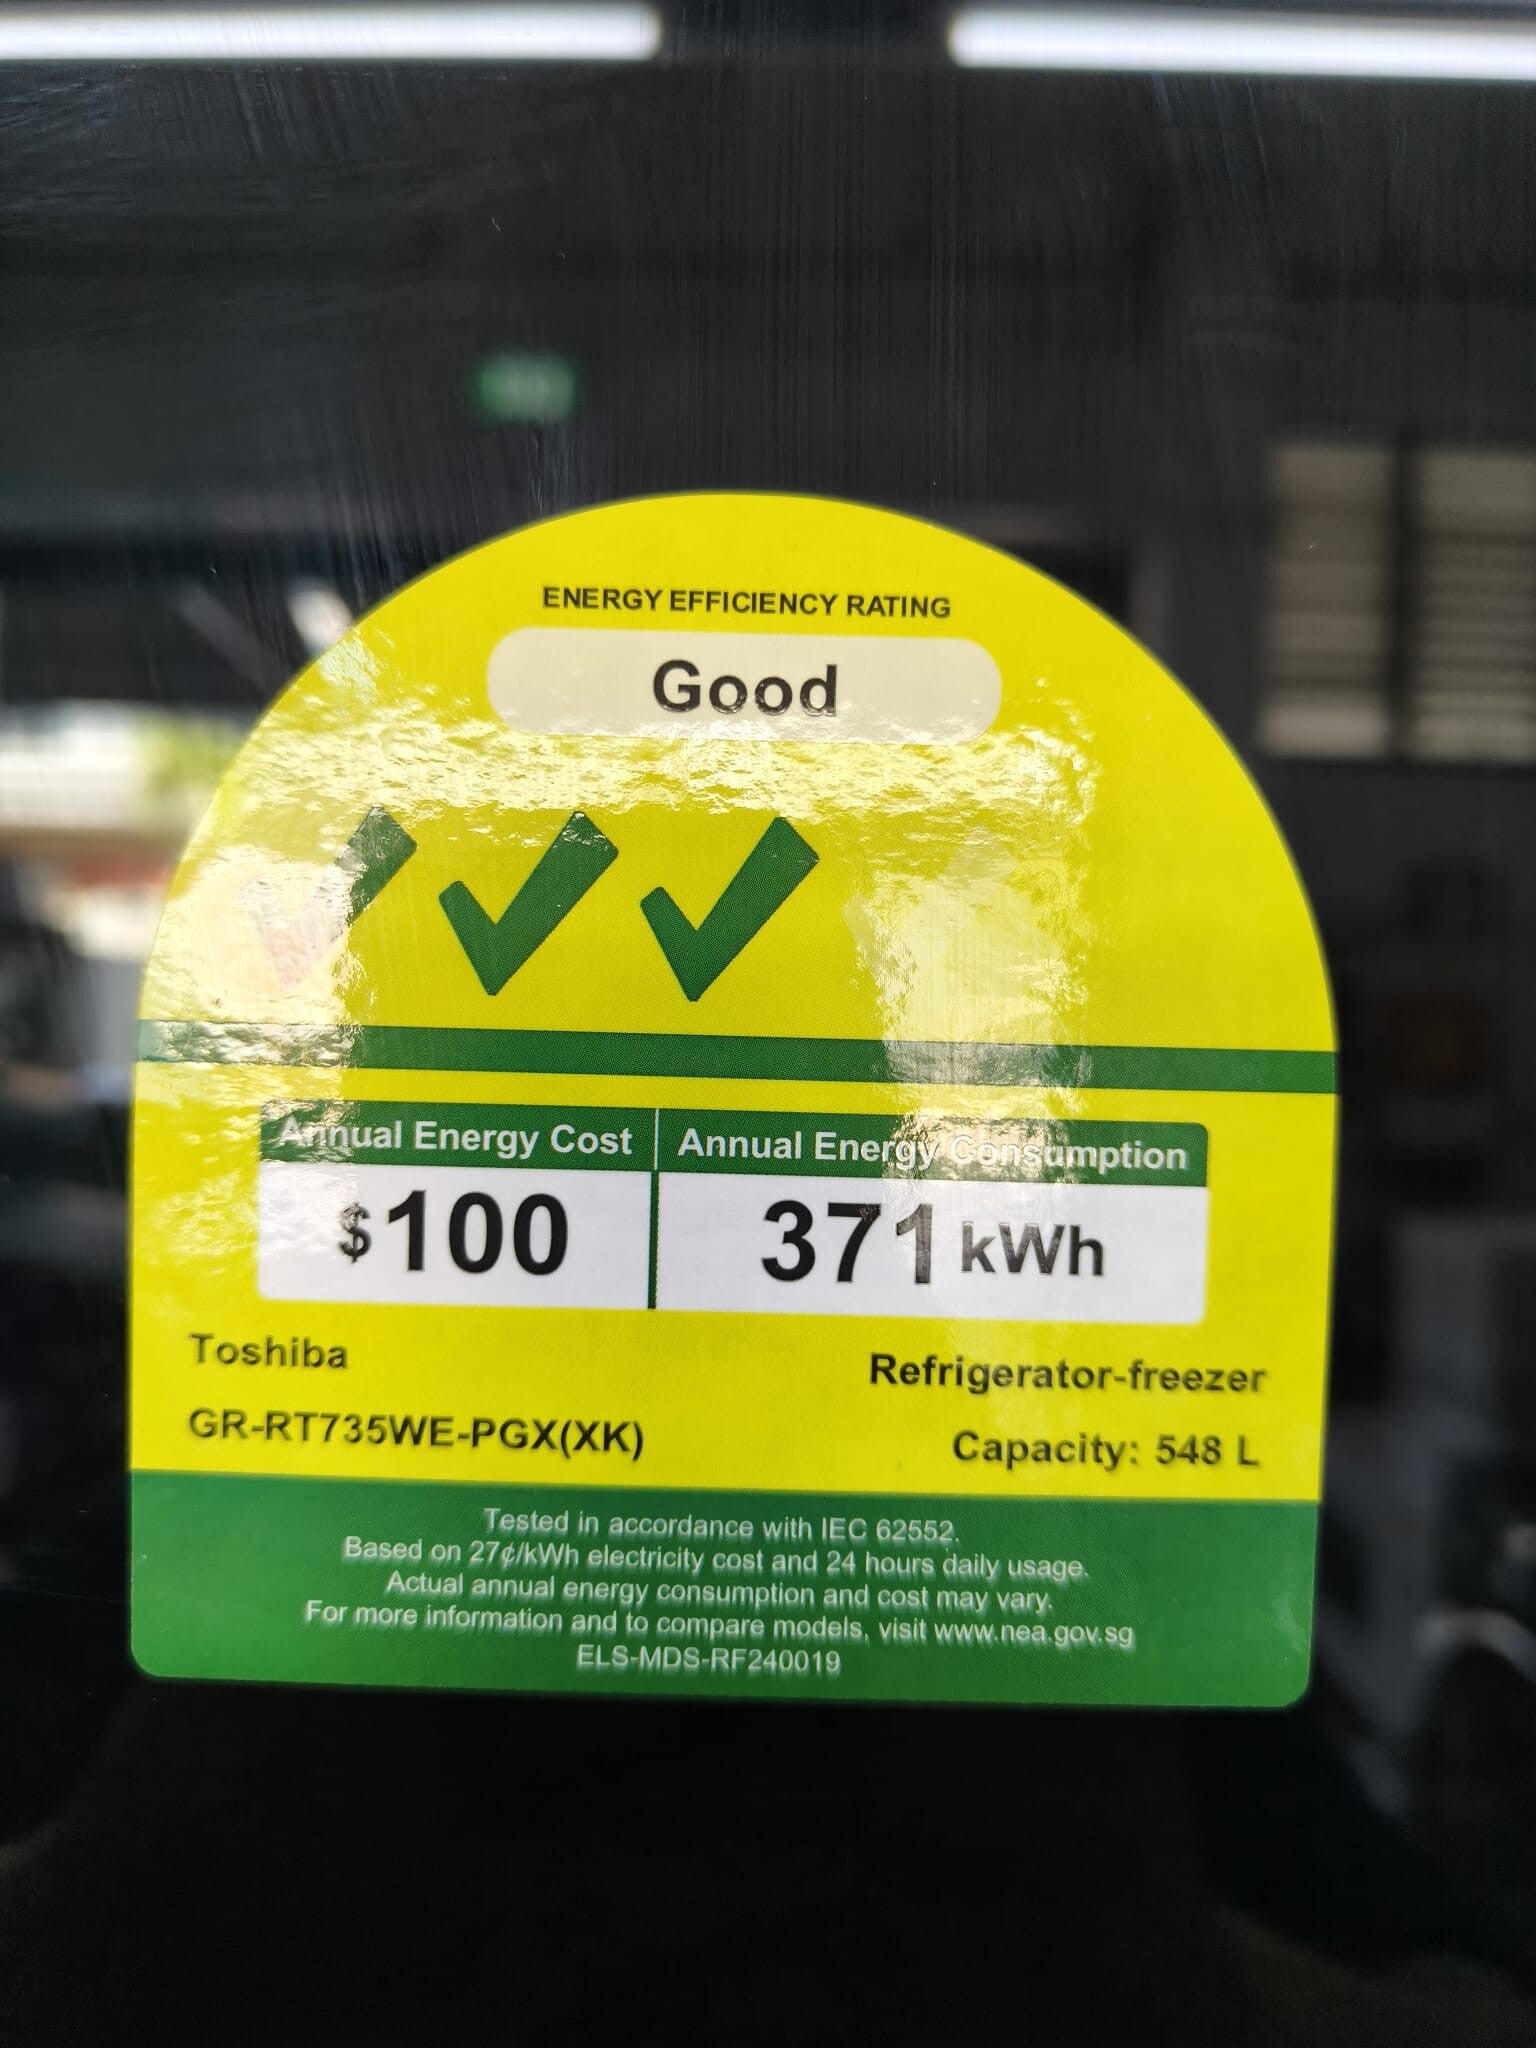 ENERGY EFFICIENCY RATING
Good
Annual Energy Cost
$100
Annual Energy Consumption
371 kWh
Toshiba
GR-RT735WE-PGX(XK)
Refrigerator-freezer
Capacity: 548 L
Tested in accordance with IEC 62552.
Based on 27¢/kWh electricity cost and 24 hours daily usage.
Actual annual energy consumption and cost may vary.
For more information and to compare models, visit www.nea.gov.sg
ELS-MDS-RF240019